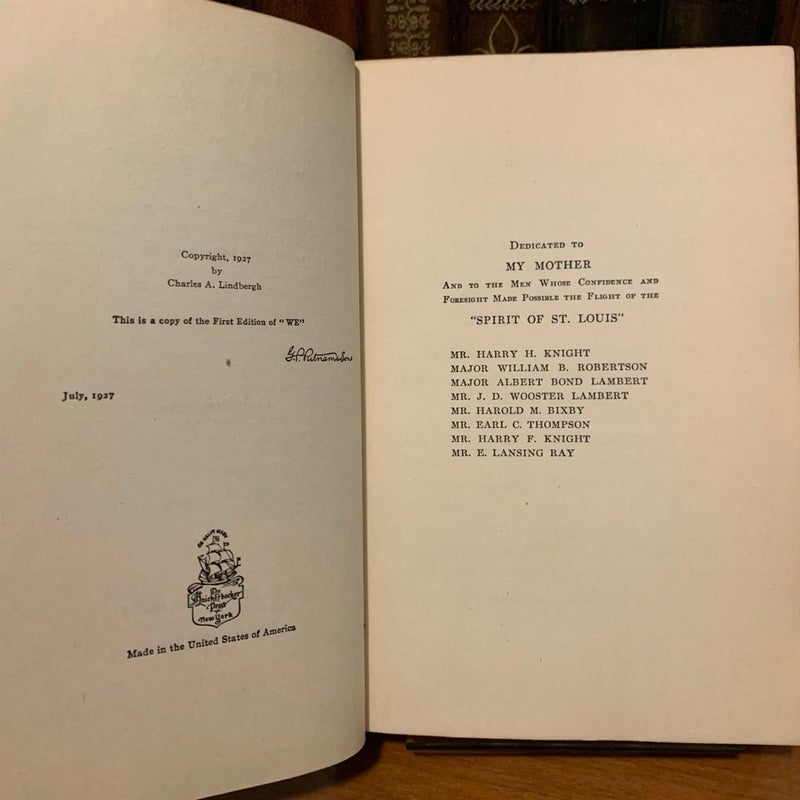 Copyright, 1927
by
Charles A. Lindbergh
This is a copy of the First Edition of "WE"
G.P. Putnam's Sons
July, 1927
The
Knickerbocker
Press
New York
Made in the United States of America
DEDICATED TO
MY MOTHER
AND TO THE MEN WHOSE CONFIDENCE AND
FORESIGHT MADE POSSIBLE THE FLIGHT OF THE
"SPIRIT OF ST. LOUIS"
MR. HARRY H. KNIGHT
MAJOR WILLIAM B. ROBERTSON
MAJOR ALBERT BOND LAMBERT
MR. J. D. WOOSTER LAMBERT
MR. HAROLD M. BIXBY
MR. EARL C. THOMPSON
MR. HARRY F. KNIGHT
MR. E. LANSING RAY